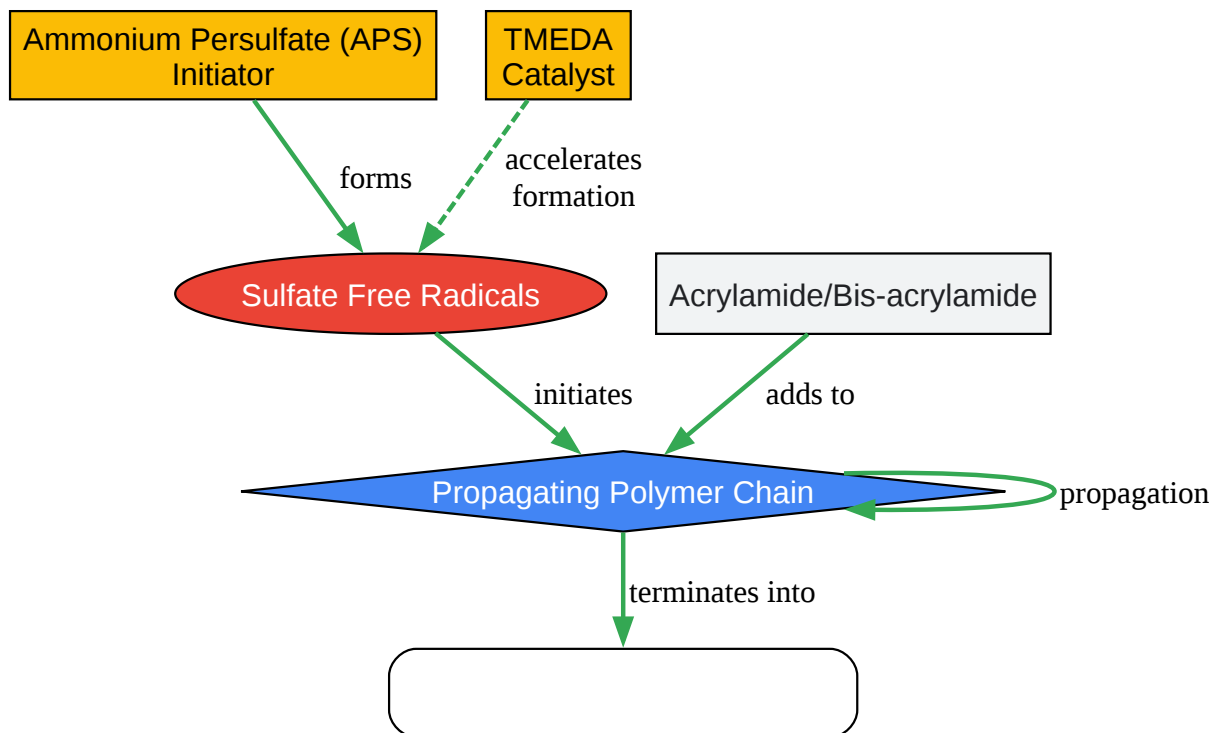 Ammonium Persulfate (APS)
Initiator
TMEDA
Catalyst
forms
accelerates
formation
Sulfate Free Radicals
Acrylamide/Bis-acrylamide
initiates
adds to
Propagating Polymer Chain
propagation
terminates into